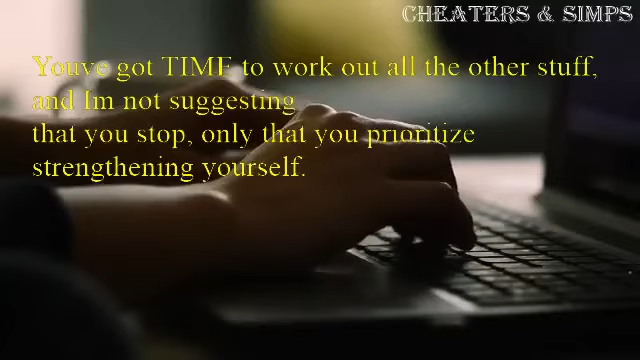 CHEATERS & SIMPS
Youve got TIME to work out all the other stuff,
and Im not suggesting
that you stop, only that you prioritize
strengthening yourself.